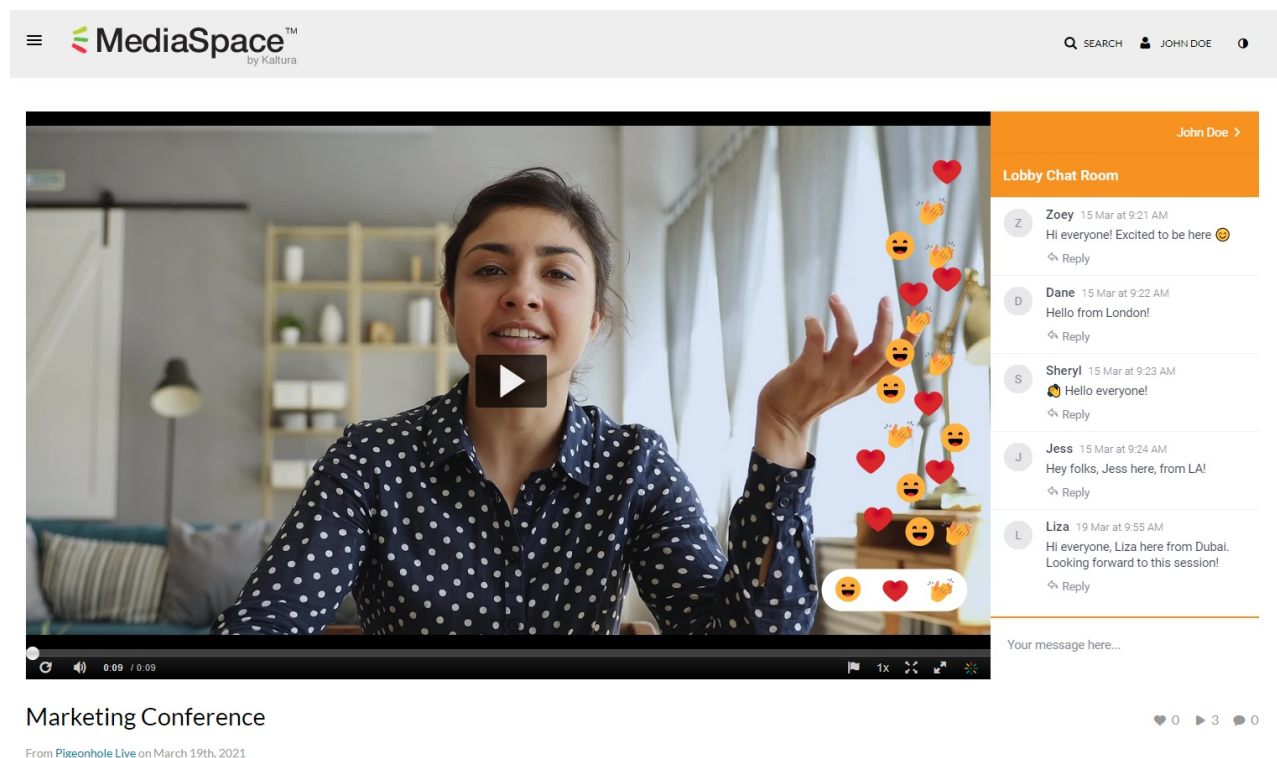 MediaSpace™
by Kaltura
SEARCH
JOHN DOE
John Doe
Lobby Chat Room
Z
Zoey 15 Mar at 9:21 AM
Hi everyone! Excited to be here 😊
Reply
D
Dane 15 Mar at 9:22 AM
Hello from London!
Reply
S
Sheryl 15 Mar at 9:23 AM
👋 Hello everyone!
Reply
J
Jess 15 Mar at 9:24 AM
Hey folks, Jess here, from LA!
Reply
L
Liza 19 Mar at 9:55 AM
Hi everyone, Liza here from Dubai.
Looking forward to this session!
Reply
Your message here...
0:09 / 0:09
1x
Marketing Conference
0 3 0
From Pigeonhole Live on March 19th, 2021